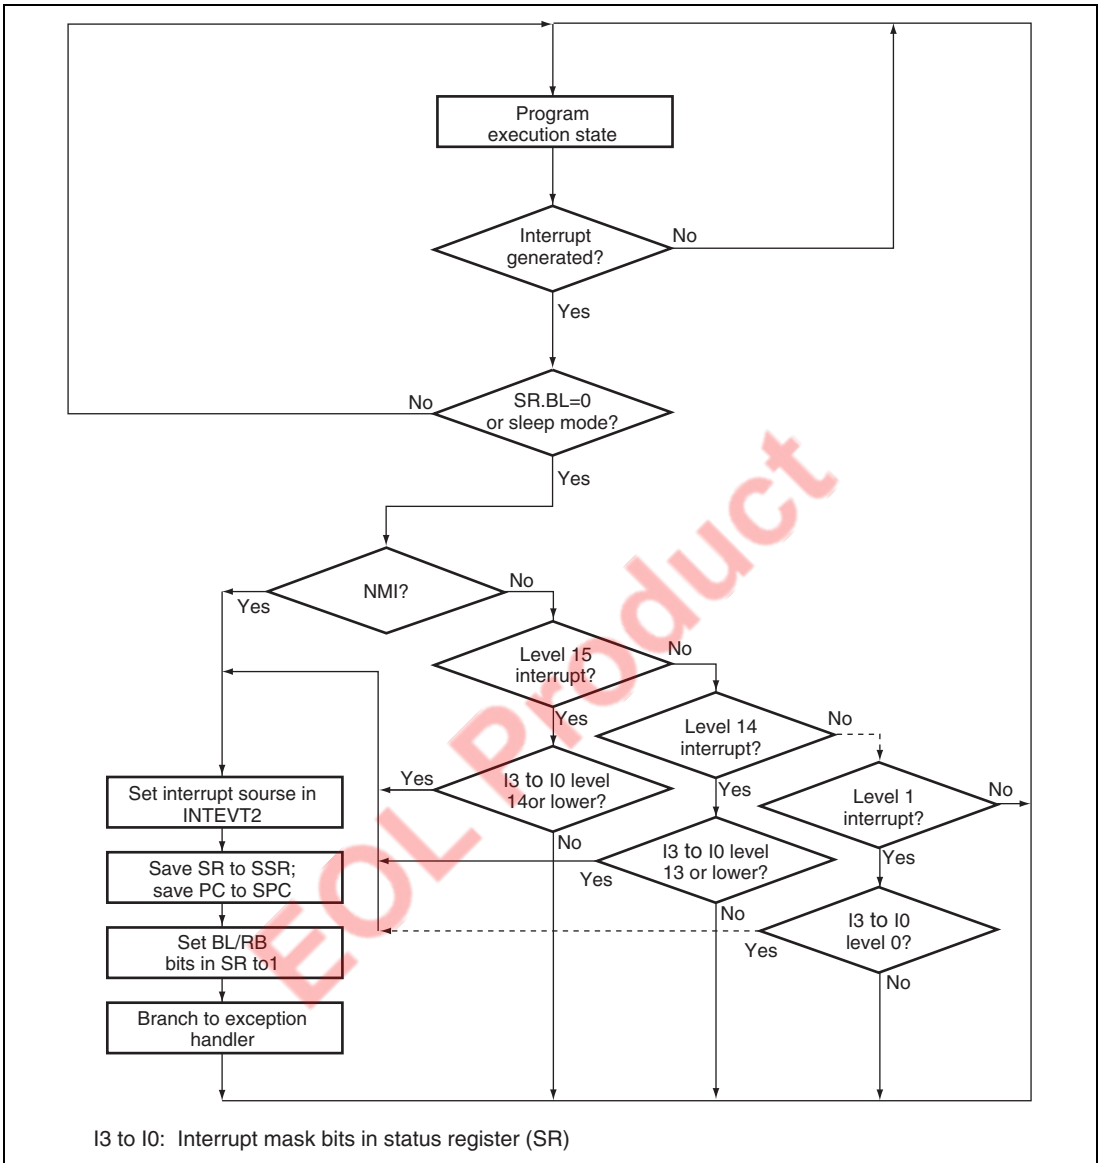 Program
execution state
Interrupt
generated?
No
Yes
SR.BL=0
or sleep mode?
No
Yes
NMI?
Yes
No
Level 15
interrupt?
No
Yes
Level 14
interrupt?
No
Yes
I3 to I0 level
14or lower?
Yes
No
Level 1
interrupt?
No
Yes
I3 to I0 level
13 or lower?
Yes
No
I3 to I0
level 0?
Yes
No
Set interrupt sourse in
INTEVT2
Save SR to SSR;
save PC to SPC
Set BL/RB
bits in SR to1
Branch to exception
handler
I3 to I0: Interrupt mask bits in status register (SR)
EOL Product